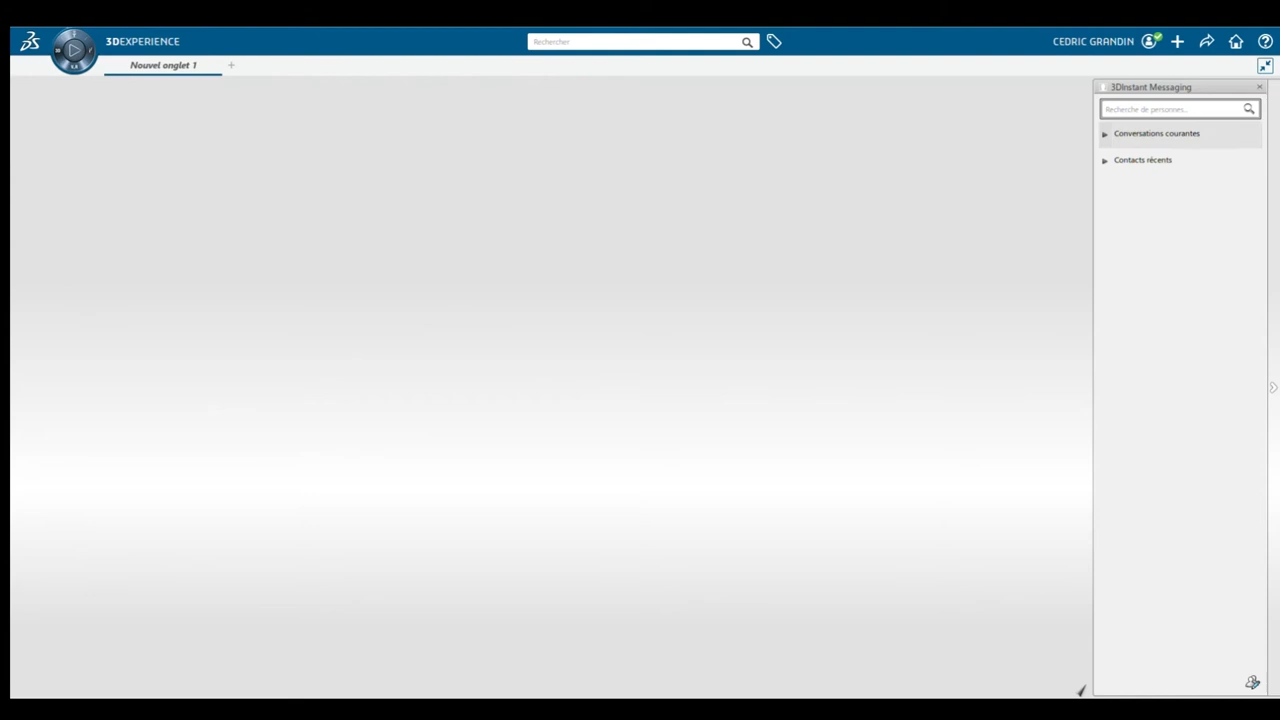 3DEXPERIENCE
Rechercher
CEDRIC GRANDIN
Nouvel onglet 1
3DInstant Messaging
Recherche de personnes...
Conversations courantes
Contacts récents